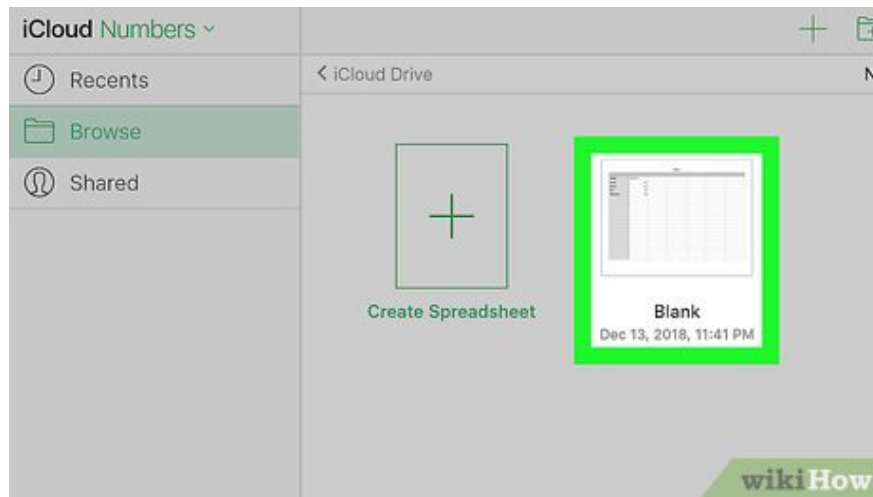 iCloud Numbers
Recents
Browse
Shared
iCloud Drive
N
Create Spreadsheet
Blank
Dec 13, 2018, 11:41 PM
wikiHow